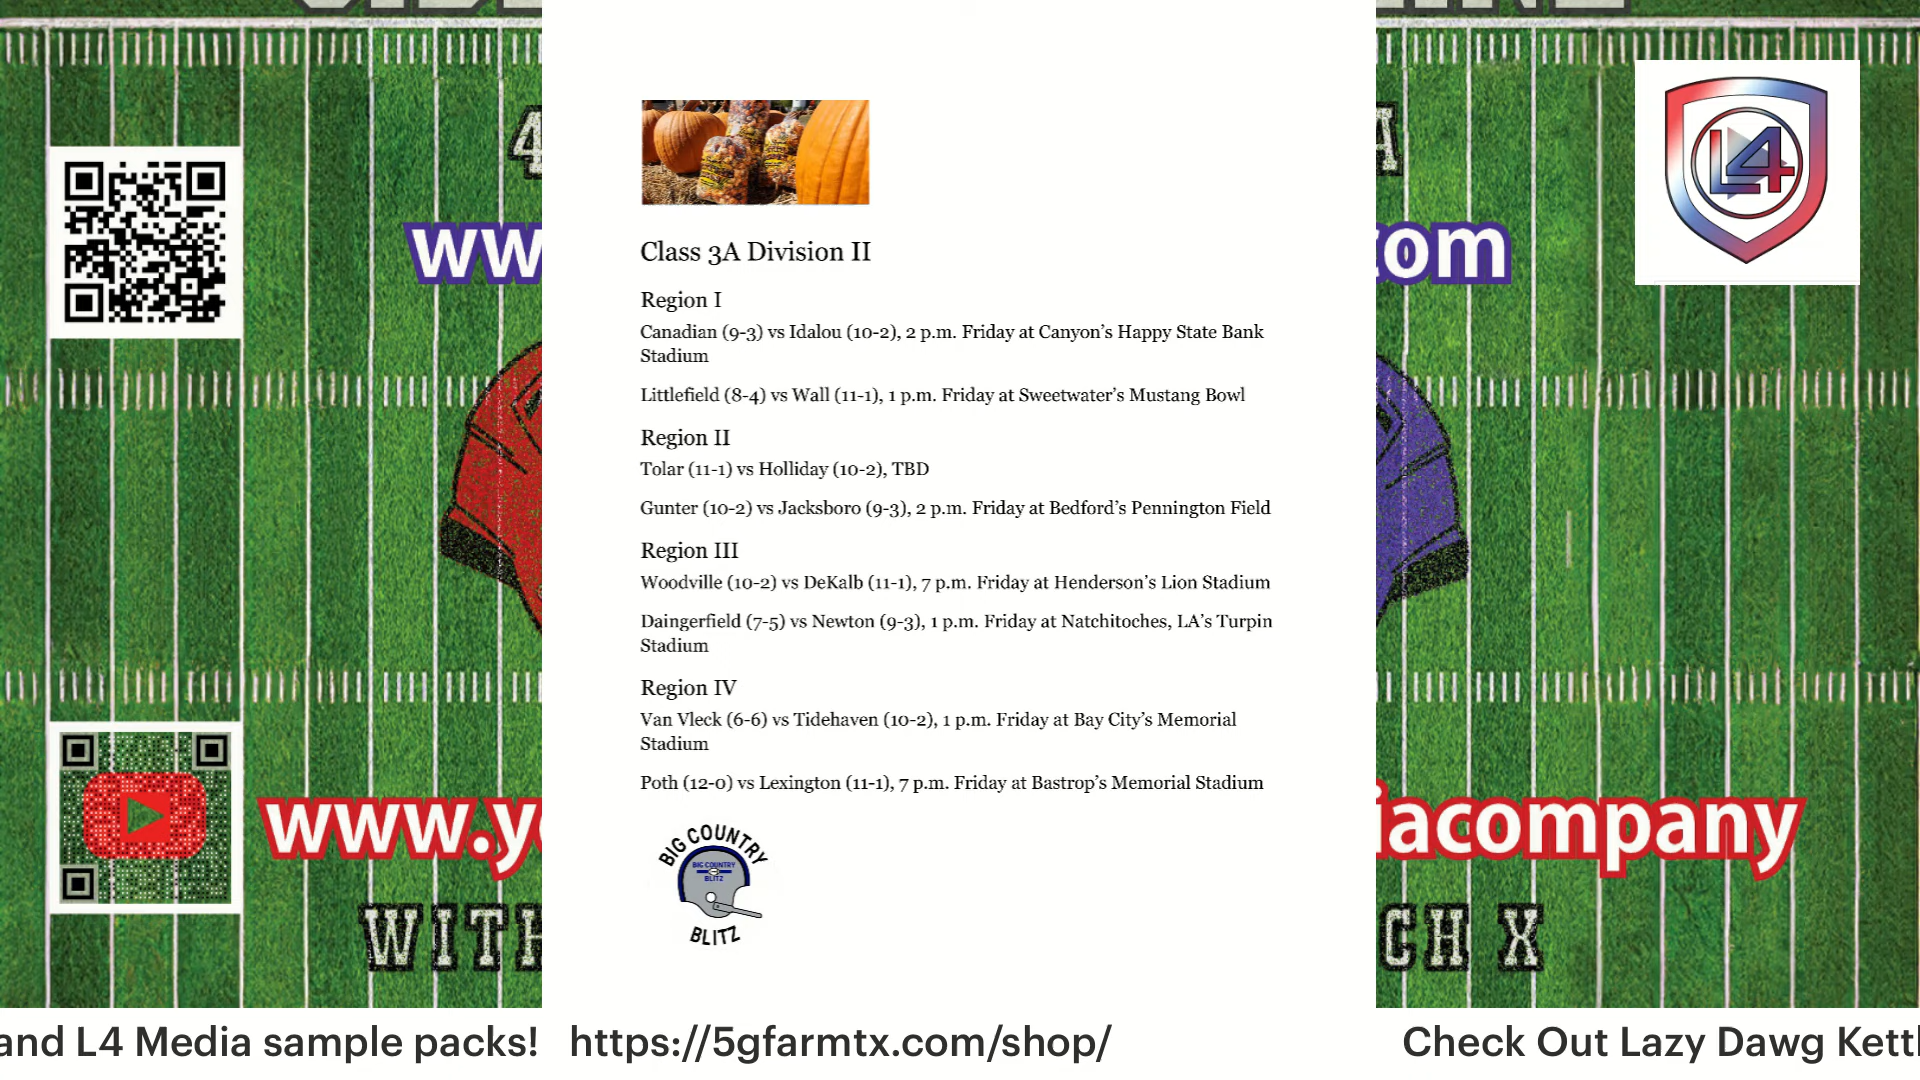 4
A
www
com
L4
Class 3A Division II
Region I
Canadian (9-3) vs Idalou (10-2), 2 p.m. Friday at Canyon’s Happy State Bank
Stadium
Littlefield (8-4) vs Wall (11-1), 1 p.m. Friday at Sweetwater’s Mustang Bowl
Region II
Tolar (11-1) vs Holliday (10-2), TBD
Gunter (10-2) vs Jacksboro (9-3), 2 p.m. Friday at Bedford’s Pennington Field
Region III
Woodville (10-2) vs DeKalb (11-1), 7 p.m. Friday at Henderson’s Lion Stadium
Daingerfield (7-5) vs Newton (9-3), 1 p.m. Friday at Natchitoches, LA’s Turpin
Stadium
Region IV
Van Vleck (6-6) vs Tidehaven (10-2), 1 p.m. Friday at Bay City’s Memorial
Stadium
Poth (12-0) vs Lexington (11-1), 7 p.m. Friday at Bastrop’s Memorial Stadium
BIG COUNTRY
BIG COUNTRY
BLITZ
BLITZ
www.y
iacompany
WITH
CH X
and L4 Media sample packs! https://5gfarmtx.com/shop/ Check Out Lazy Dawg Kettl